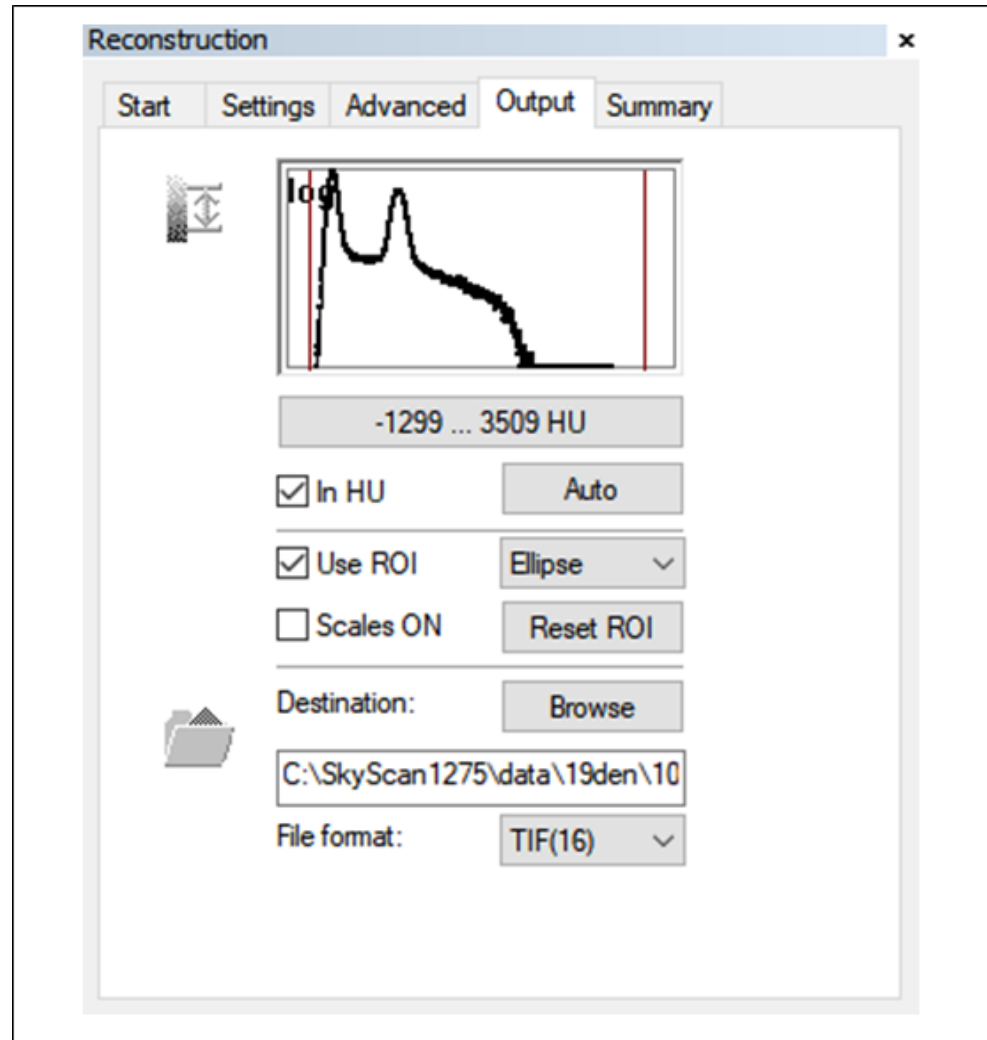 Reconstruction
Start Settings Advanced Output Summary
log
-1299 ... 3509 HU
In HU Auto
Use ROI Ellipse
Scales ON Reset ROI
Destination: Browse
C:\SkyScan1275\data\19den\10
File format: TIF(16)